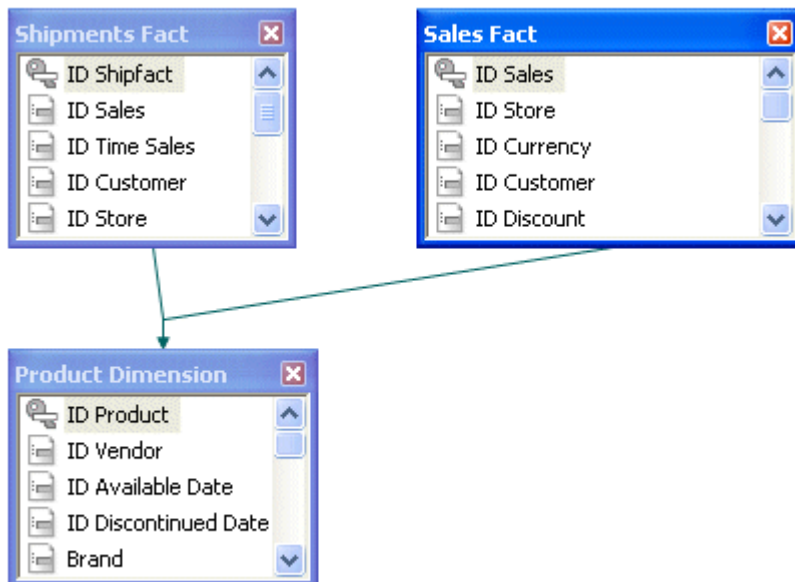 Shipments Fact
ID Shipfact
ID Sales
ID Time Sales
ID Customer
ID Store
Sales Fact
ID Sales
ID Store
ID Currency
ID Customer
ID Discount
Product Dimension
ID Product
ID Vendor
ID Available Date
ID Discontinued Date
Brand